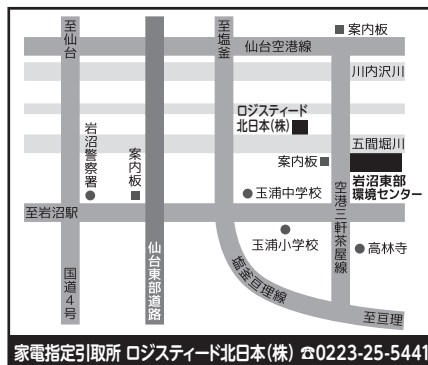 至仙台
至塩釜
案内板
仙台空港線
川内沢川
ロジスティード
北日本(株)
五間堀川
岩沼警察署
案内板
案内板
岩沼東部
環境センター
玉浦中学校
至岩沼駅
空港三軒茶屋線
仙台東部道路
玉浦小学校
高林寺
国道4号
塩釜亘理線
至亘理
家電指定引取所 ロジスティード北日本(株) ☎0223-25-5441